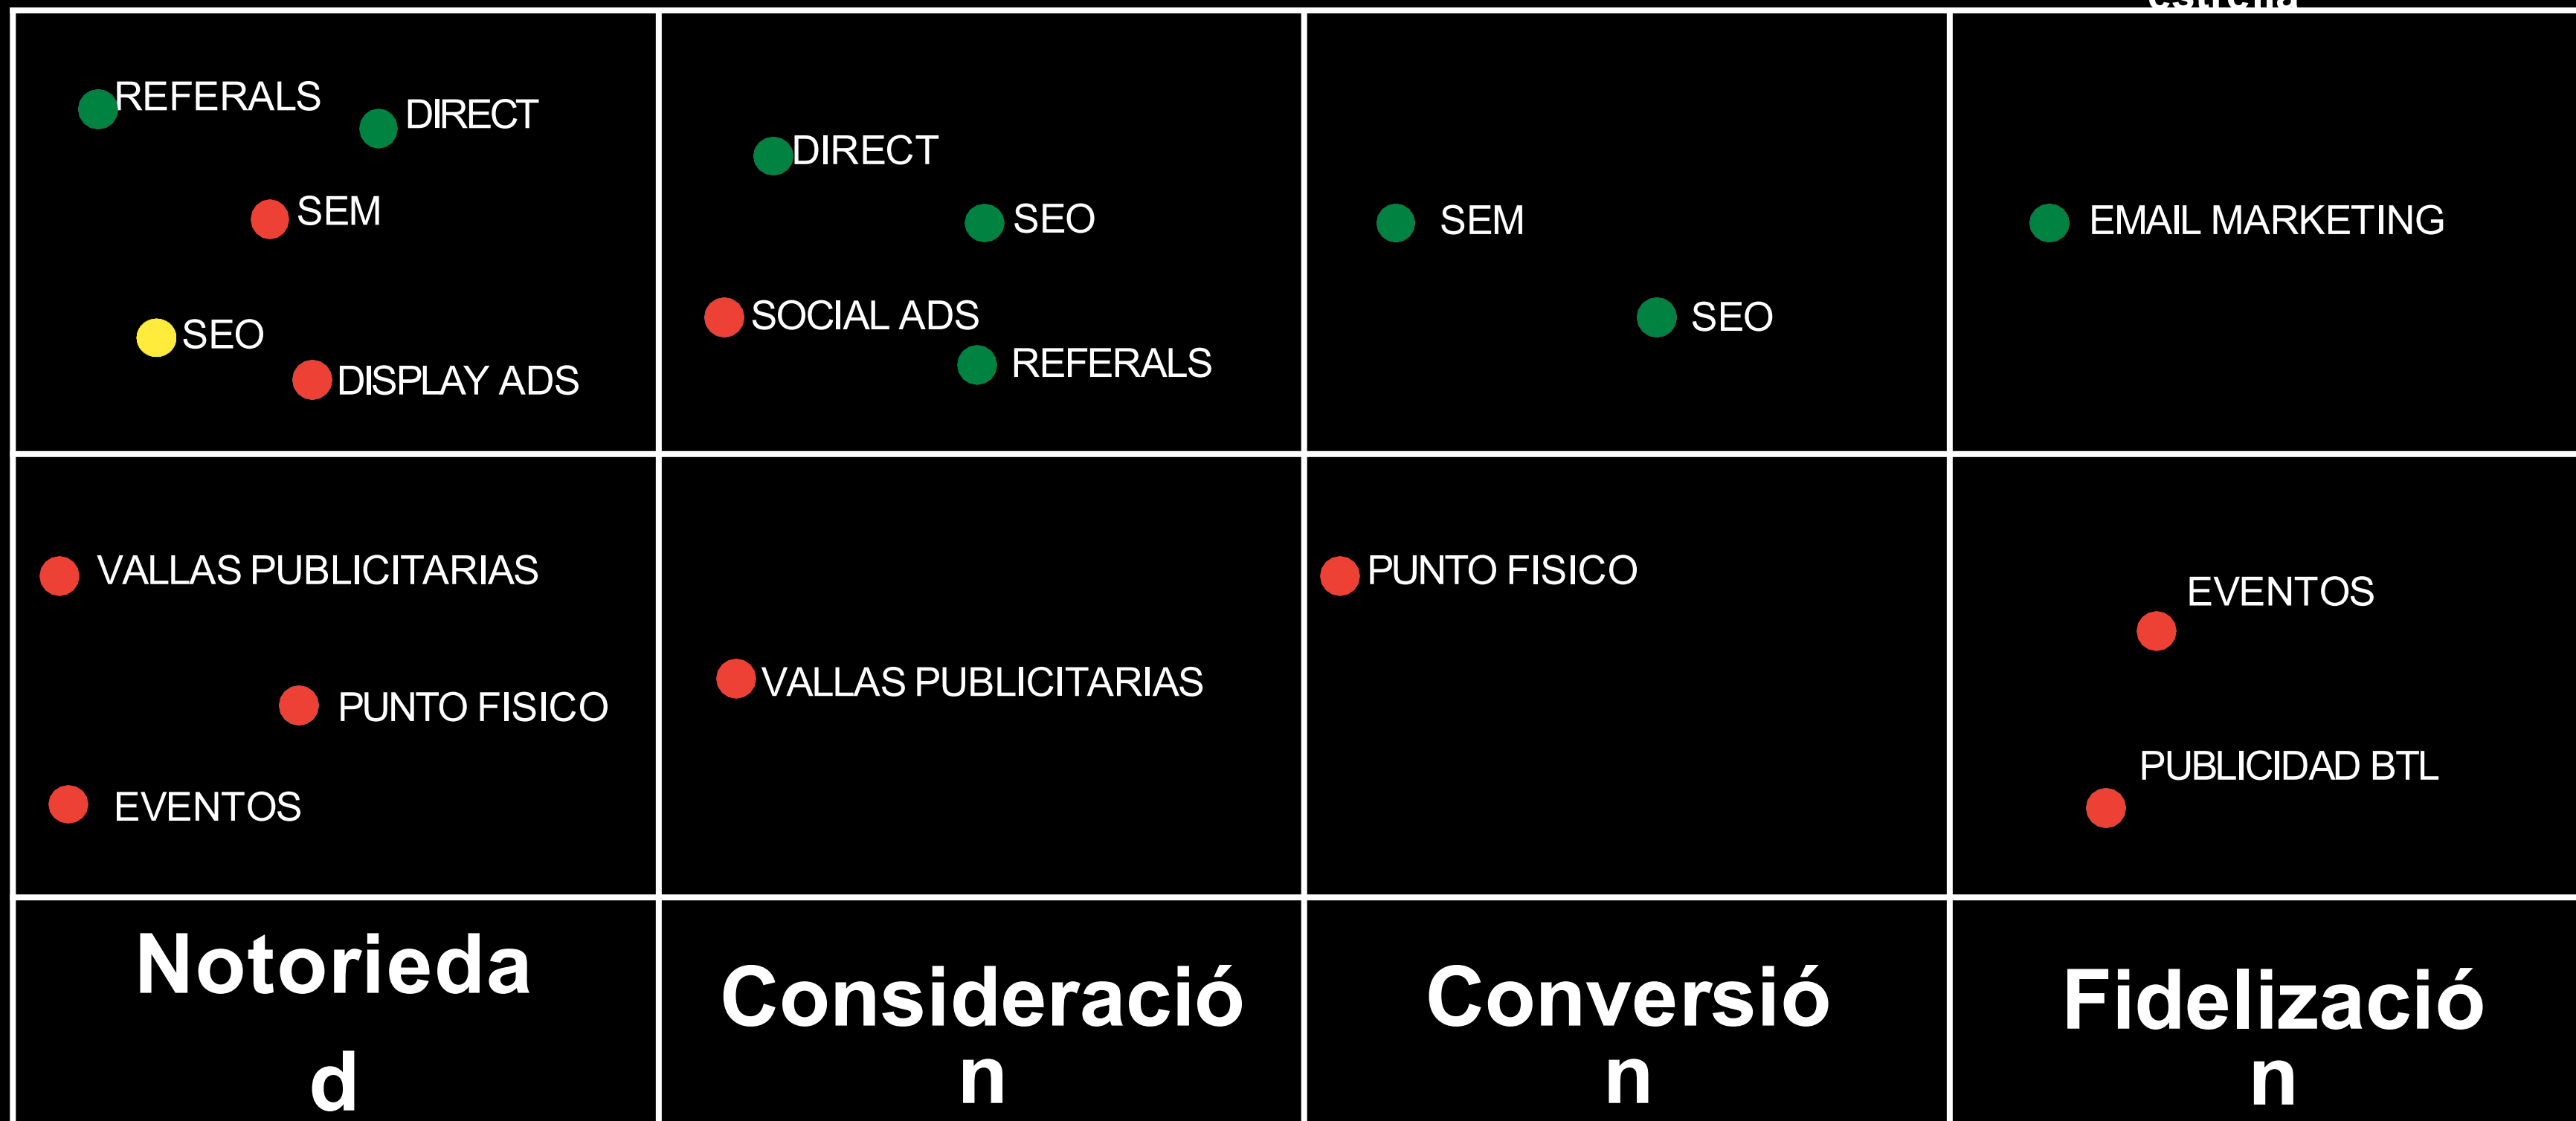 estrella
REFERALS
DIRECT
SEM
SEO
DISPLAY ADS
DIRECT
SEO
SOCIAL ADS
REFERALS
SEM
SEO
EMAIL MARKETING
VALLAS PUBLICITARIAS
PUNTO FISICO
EVENTOS
VALLAS PUBLICITARIAS
PUNTO FISICO
EVENTOS
PUBLICIDAD BTL
Notorieda
d
Consideració
n
Conversió
n
Fidelizació
n